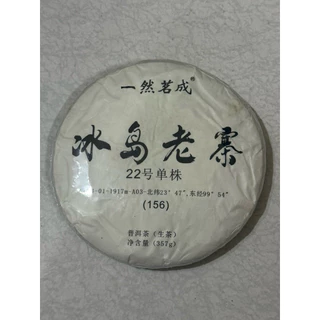 一然茗成®
冰岛老寨
22号单株
-01-1917m-A03-北纬23°47",东经99°54"
(156)
普洱茶(生茶)
净含量(357g)